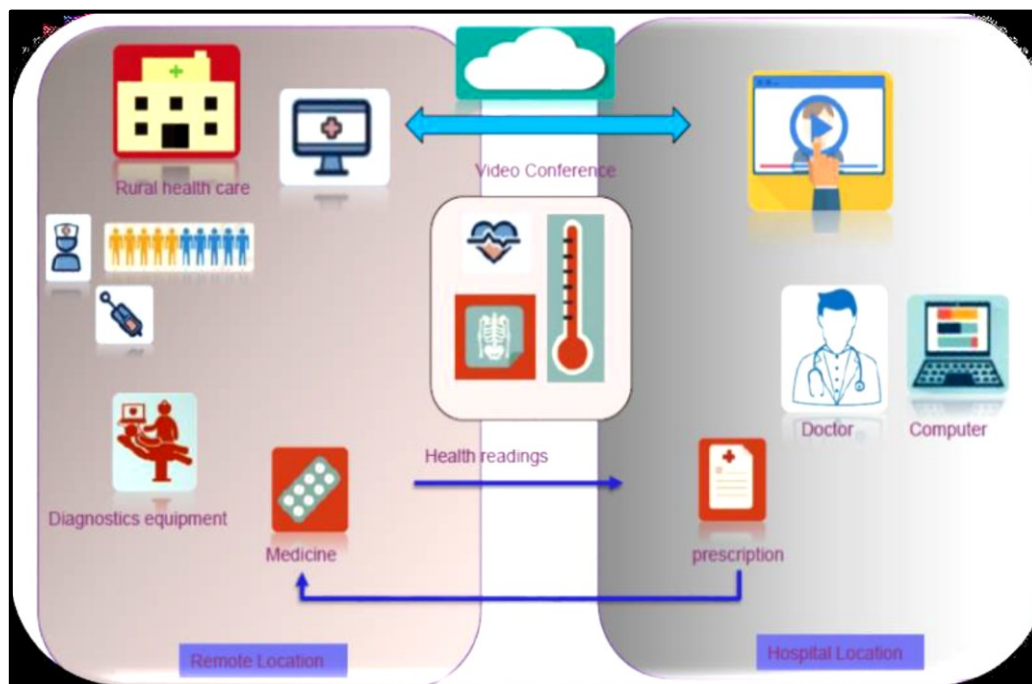 Rural health care
Video Conference
Doctor
Computer
Health readings
Diagnostics equipment
Medicine
prescription
Remote Location
Hospital Location